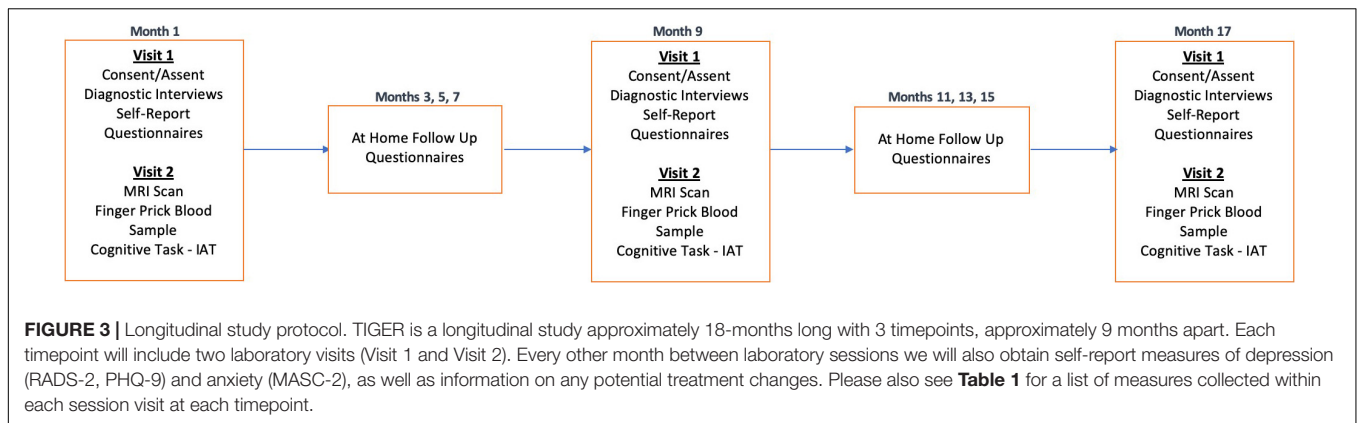 Month 1
Visit 1
Consent/Assent
Diagnostic Interviews
Self-Report
Questionnaires
Visit 2
MRI Scan
Finger Prick Blood
Sample
Cognitive Task - IAT
Months 3, 5, 7
At Home Follow Up
Questionnaires
Month 9
Visit 1
Consent/Assent
Diagnostic Interviews
Self-Report
Questionnaires
Visit 2
MRI Scan
Finger Prick Blood
Sample
Cognitive Task - IAT
Months 11, 13, 15
At Home Follow Up
Questionnaires
Month 17
Visit 1
Consent/Assent
Diagnostic Interviews
Self-Report
Questionnaires
Visit 2
MRI Scan
Finger Prick Blood
Sample
Cognitive Task - IAT
FIGURE 3 | Longitudinal study protocol. TIGER is a longitudinal study approximately 18-months long with 3 timepoints, approximately 9 months apart. Each
timepoint will include two laboratory visits (Visit 1 and Visit 2). Every other month between laboratory sessions we will also obtain self-report measures of depression
(RADS-2, PHQ-9) and anxiety (MASC-2), as well as information on any potential treatment changes. Please also see Table 1 for a list of measures collected within
each session visit at each timepoint.